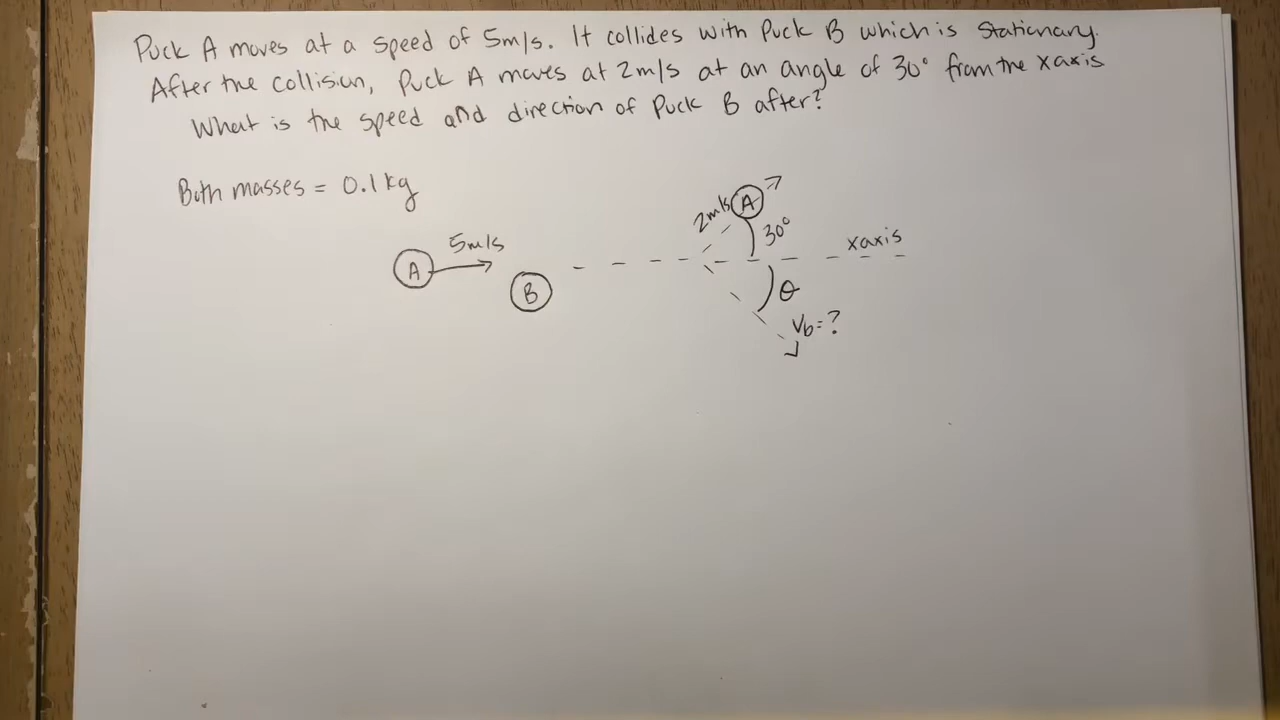 Puck A moves at a speed of 5m/s. It collides with Puck B which is Stationary.
After the collision, Puck A moves at 2m/s at an angle of 30° from the x axis
What is the speed and direction of Puck B after?
Both masses = 0.1 kg
A
5m/s
B
2m/s
A
30°
x axis
θ
Vb = ?